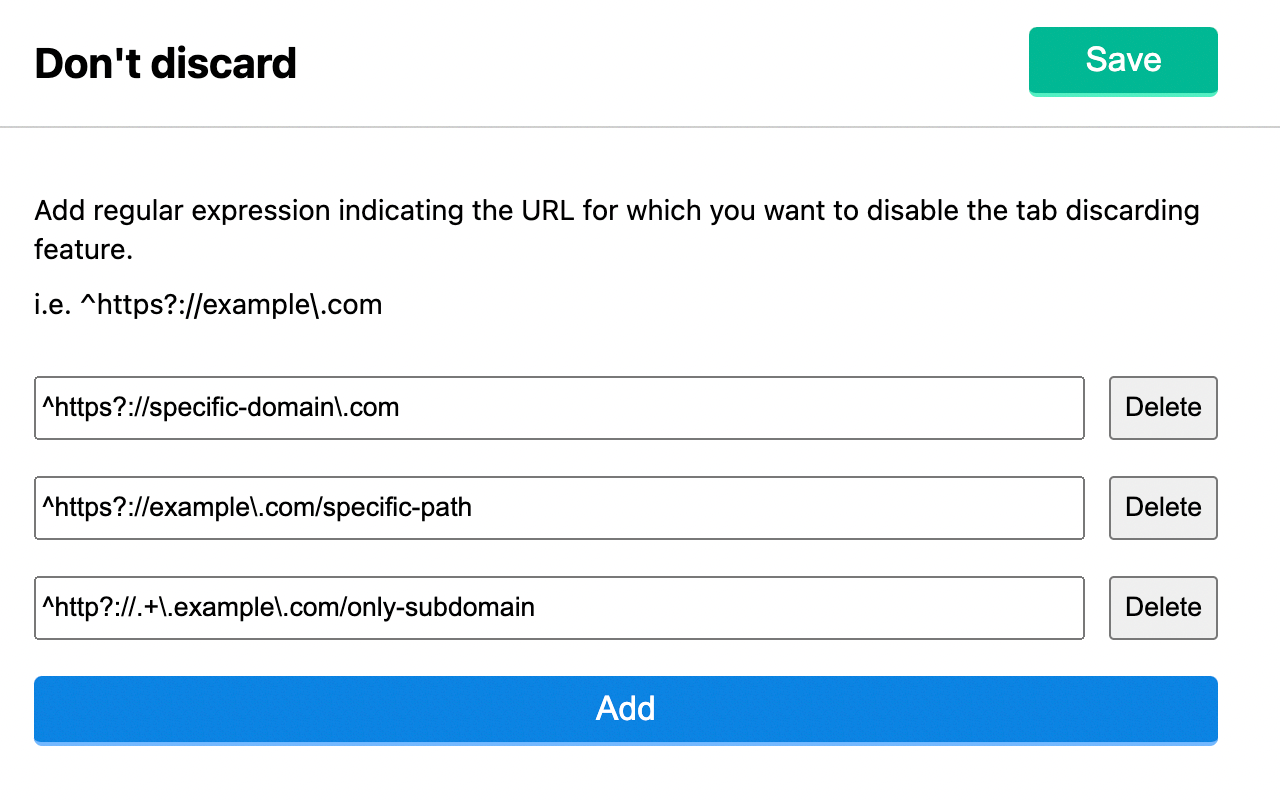 Don't discard
Save
Add regular expression indicating the URL for which you want to disable the tab discarding
feature.
i.e. ^https?://example\.com
^https?://specific-domain\.com
Delete
^https?://example\.com/specific-path
Delete
^http?://.+\.example\.com/only-subdomain
Delete
Add